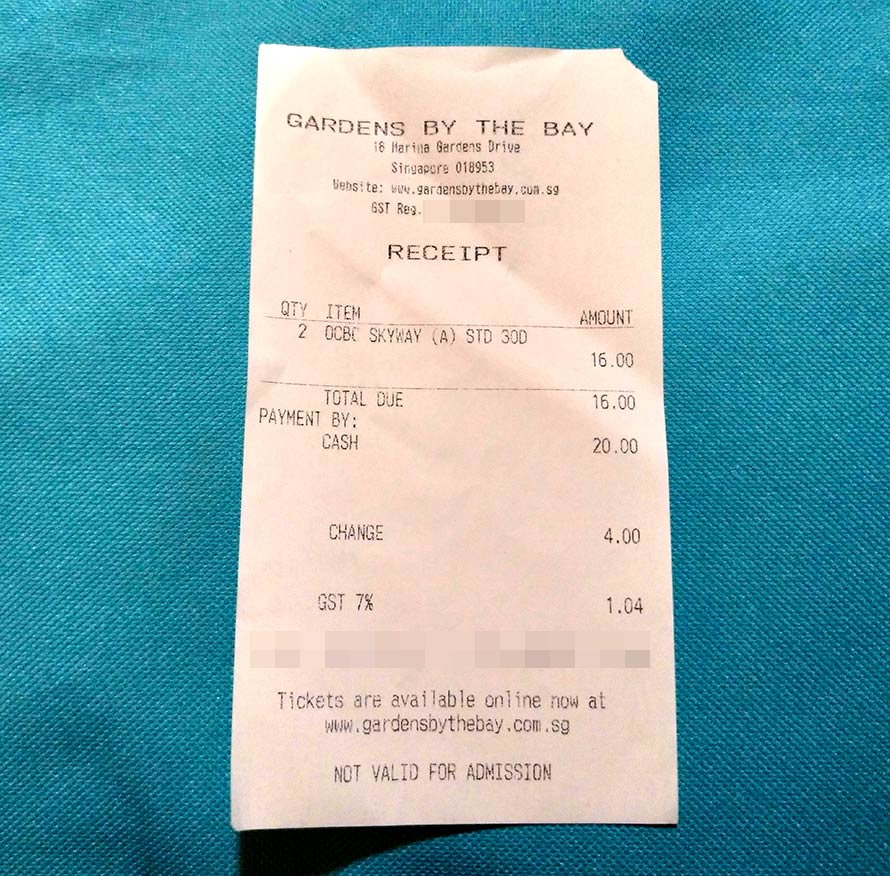 GARDENS BY THE BAY
18 Marina Gardens Drive
Singapore 018953
Website: www.gardensbythebay.com.sg
GST Reg.
RECEIPT
QTY ITEM AMOUNT
2 OCBC SKYWAY (A) STD 30D
16.00
TOTAL DUE 16.00
PAYMENT BY:
CASH 20.00
CHANGE 4.00
GST 7% 1.04
Tickets are available online now at
www.gardensbythebay.com.sg
NOT VALID FOR ADMISSION